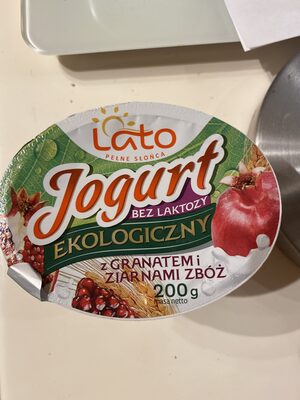 Lato
PEŁNE SŁOŃCA
Jogurt
BEZ LAKTOZY
EKOLOGICZNY
z GRANATEM i
ZIARNAMI ZBÓŻ
200g
masa netto